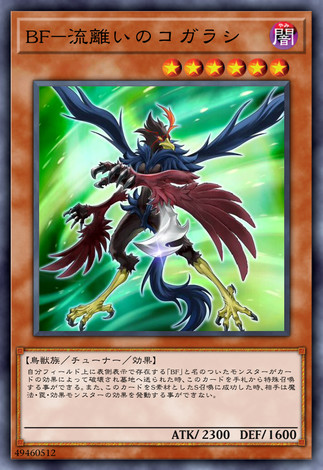 BF－流離いのコガラシ
やみ
闇
【鳥獣族／チューナー／効果】
自分フィールド上に表側表示で存在する「BF」と名のついたモンスターがカー
ドの効果によって破壊され墓地へ送られた時、このカードを手札から特殊召喚
する事ができる。また、このカードをS素材としたS召喚に成功した時、相手は魔
法・罠・効果モンスターの効果を発動する事ができない。
ATK/ 2300 DEF/1600
49460512